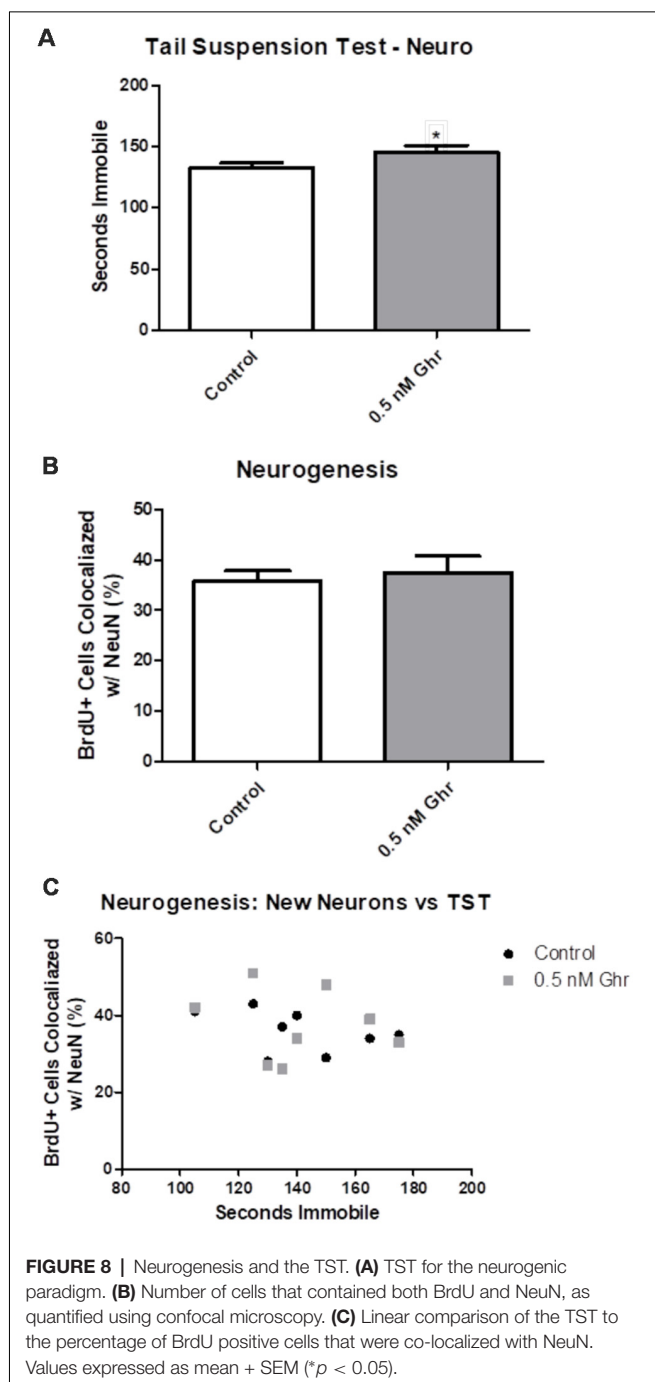 A
Tail Suspension Test - Neuro
Seconds Immobile
200
150
100
50
0
*
Control
0.5 nM Ghr
B
Neurogenesis
BrdU+ Cells Colocaliazed
w/ NeuN (%)
50
40
30
20
10
0
Control
0.5 nM Ghr
C
Neurogenesis: New Neurons vs TST
BrdU+ Cells Colocaliazed
w/ NeuN (%)
60
40
20
0
80 100 120 140 160 180 200
Seconds Immobile
Control
0.5 nM Ghr
FIGURE 8 | Neurogenesis and the TST. (A) TST for the neurogenic
paradigm. (B) Number of cells that contained both BrdU and NeuN, as
quantified using confocal microscopy. (C) Linear comparison of the TST to
the percentage of BrdU positive cells that were co-localized with NeuN.
Values expressed as mean + SEM (*p < 0.05).